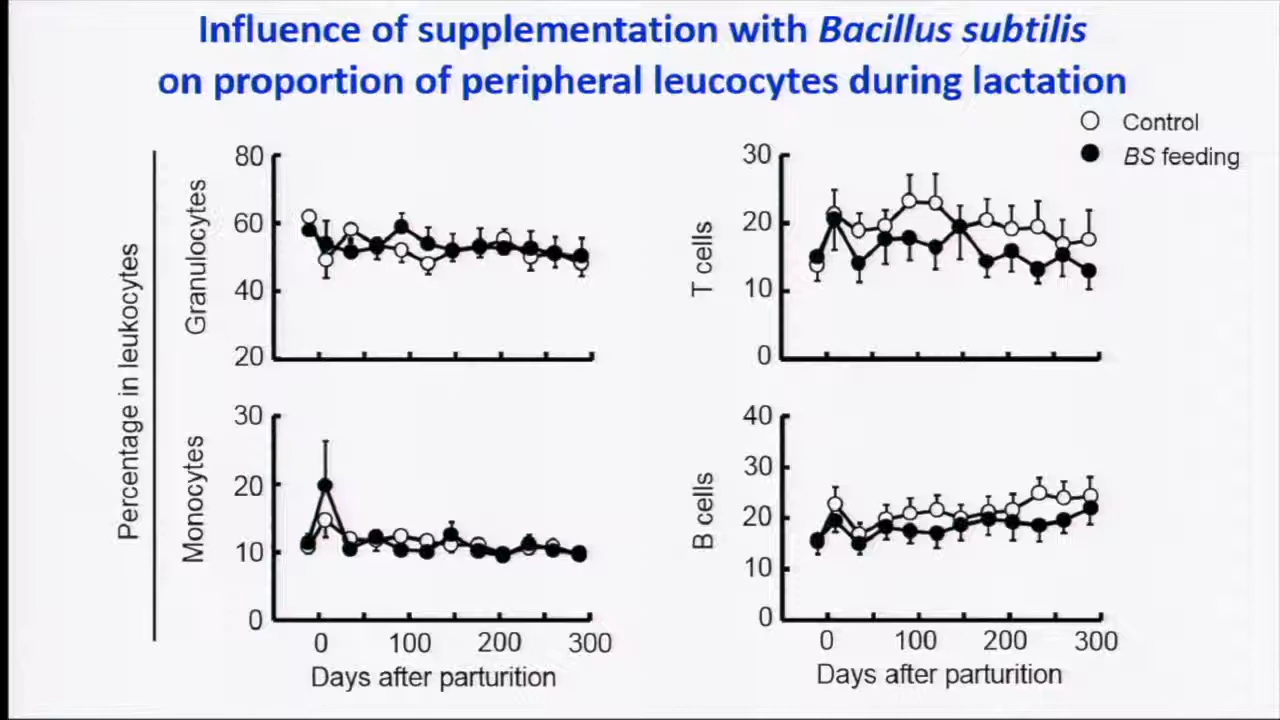 Influence of supplementation with Bacillus subtilis
on proportion of peripheral leucocytes during lactation
Control
BS feeding
Percentage in leukocytes
Granulocytes
80
60
40
20
T cells
30
20
10
0
Monocytes
30
20
10
0
0 100 200 300
Days after parturition
B cells
40
30
20
10
0
0 100 200 300
Days after parturition